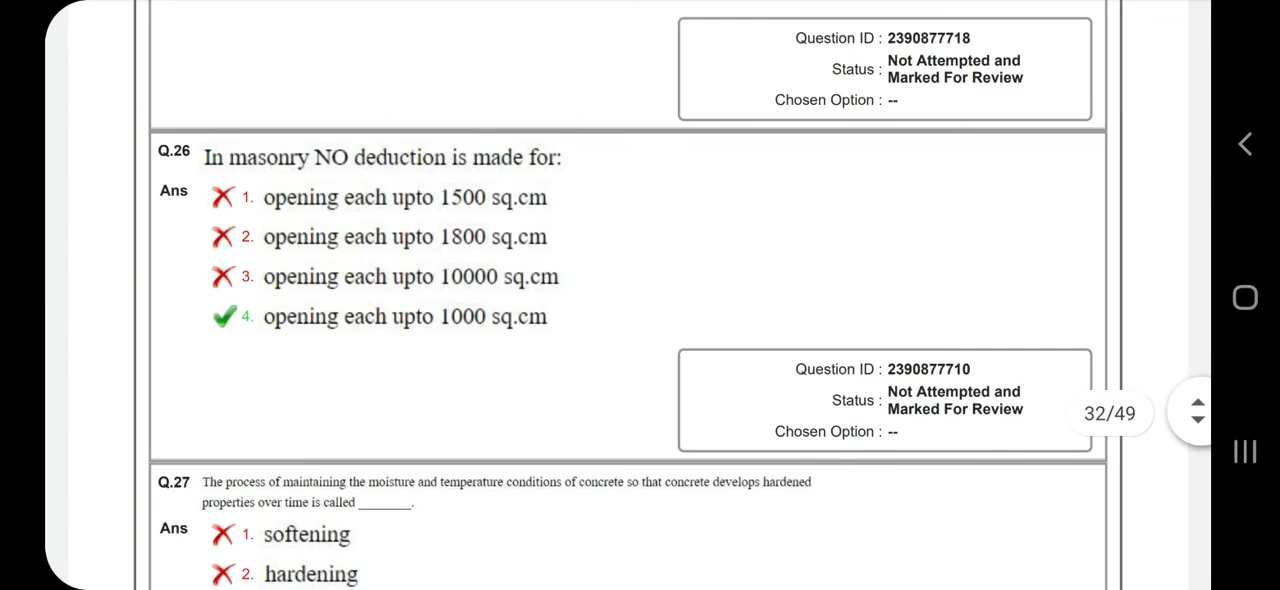 Question ID : 2390877718
Status : Not Attempted and
Marked For Review
Chosen Option : --
Q.26 In masonry NO deduction is made for:
Ans 1. opening each upto 1500 sq.cm
2. opening each upto 1800 sq.cm
3. opening each upto 10000 sq.cm
4. opening each upto 1000 sq.cm
Question ID : 2390877710
Status : Not Attempted and
Marked For Review
Chosen Option : --
32/49
Q.27 The process of maintaining the moisture and temperature conditions of concrete so that concrete develops hardened
properties over time is called _______.
Ans 1. softening
2. hardening